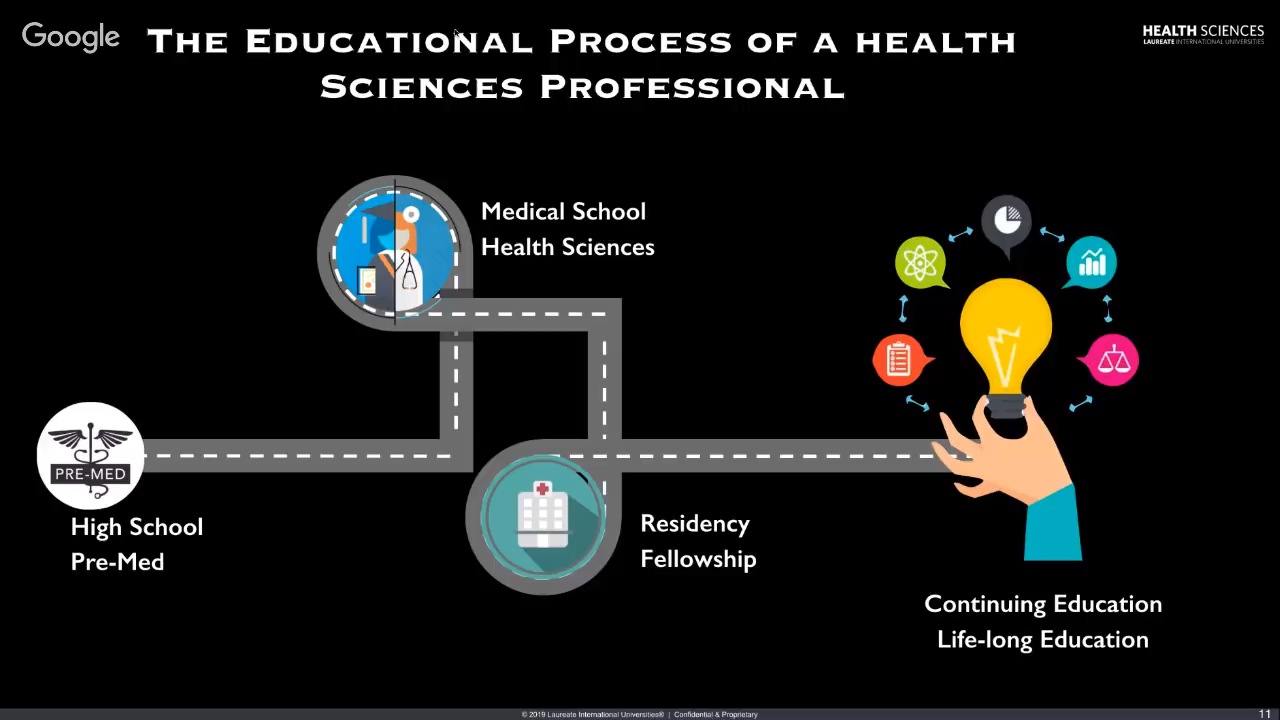 Google
THE EDUCATIONAL PROCESS OF A HEALTH
SCIENCES PROFESSIONAL
HEALTH SCIENCES
LAUREATE INTERNATIONAL UNIVERSITIES
Medical School
Health Sciences
PRE-MED
High School
Pre-Med
Residency
Fellowship
Continuing Education
Life-long Education
© 2019 Laureate International Universities® | Confidential & Proprietary
11